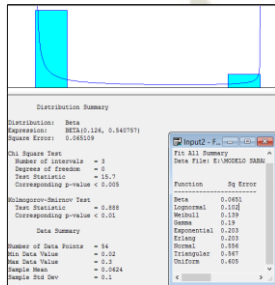 Distribution Summary
Distribution: Beta
Expression: BETA(0.126, 0.540757)
Square Error: 0.065109
Chi Square Test
Number of intervals = 3
Degrees of freedom = 0
Test Statistic = 15.7
Corresponding p-value < 0.005
Kolmogorov-Smirnov Test
Test Statistic = 0.888
Corresponding p-value < 0.01
Data Summary
Number of Data Points = 54
Min Data Value = 0.02
Max Data Value = 0.3
Sample Mean = 0.0624
Sample Std Dev = 0.1
Input2 - F...
Fit All Summary
Data File: E:\MODELO SABA
Function Sq Error
Beta 0.0651
Lognormal 0.102
Weibull 0.139
Gamma 0.19
Exponential 0.203
Erlang 0.203
Normal 0.556
Triangular 0.567
Uniform 0.605